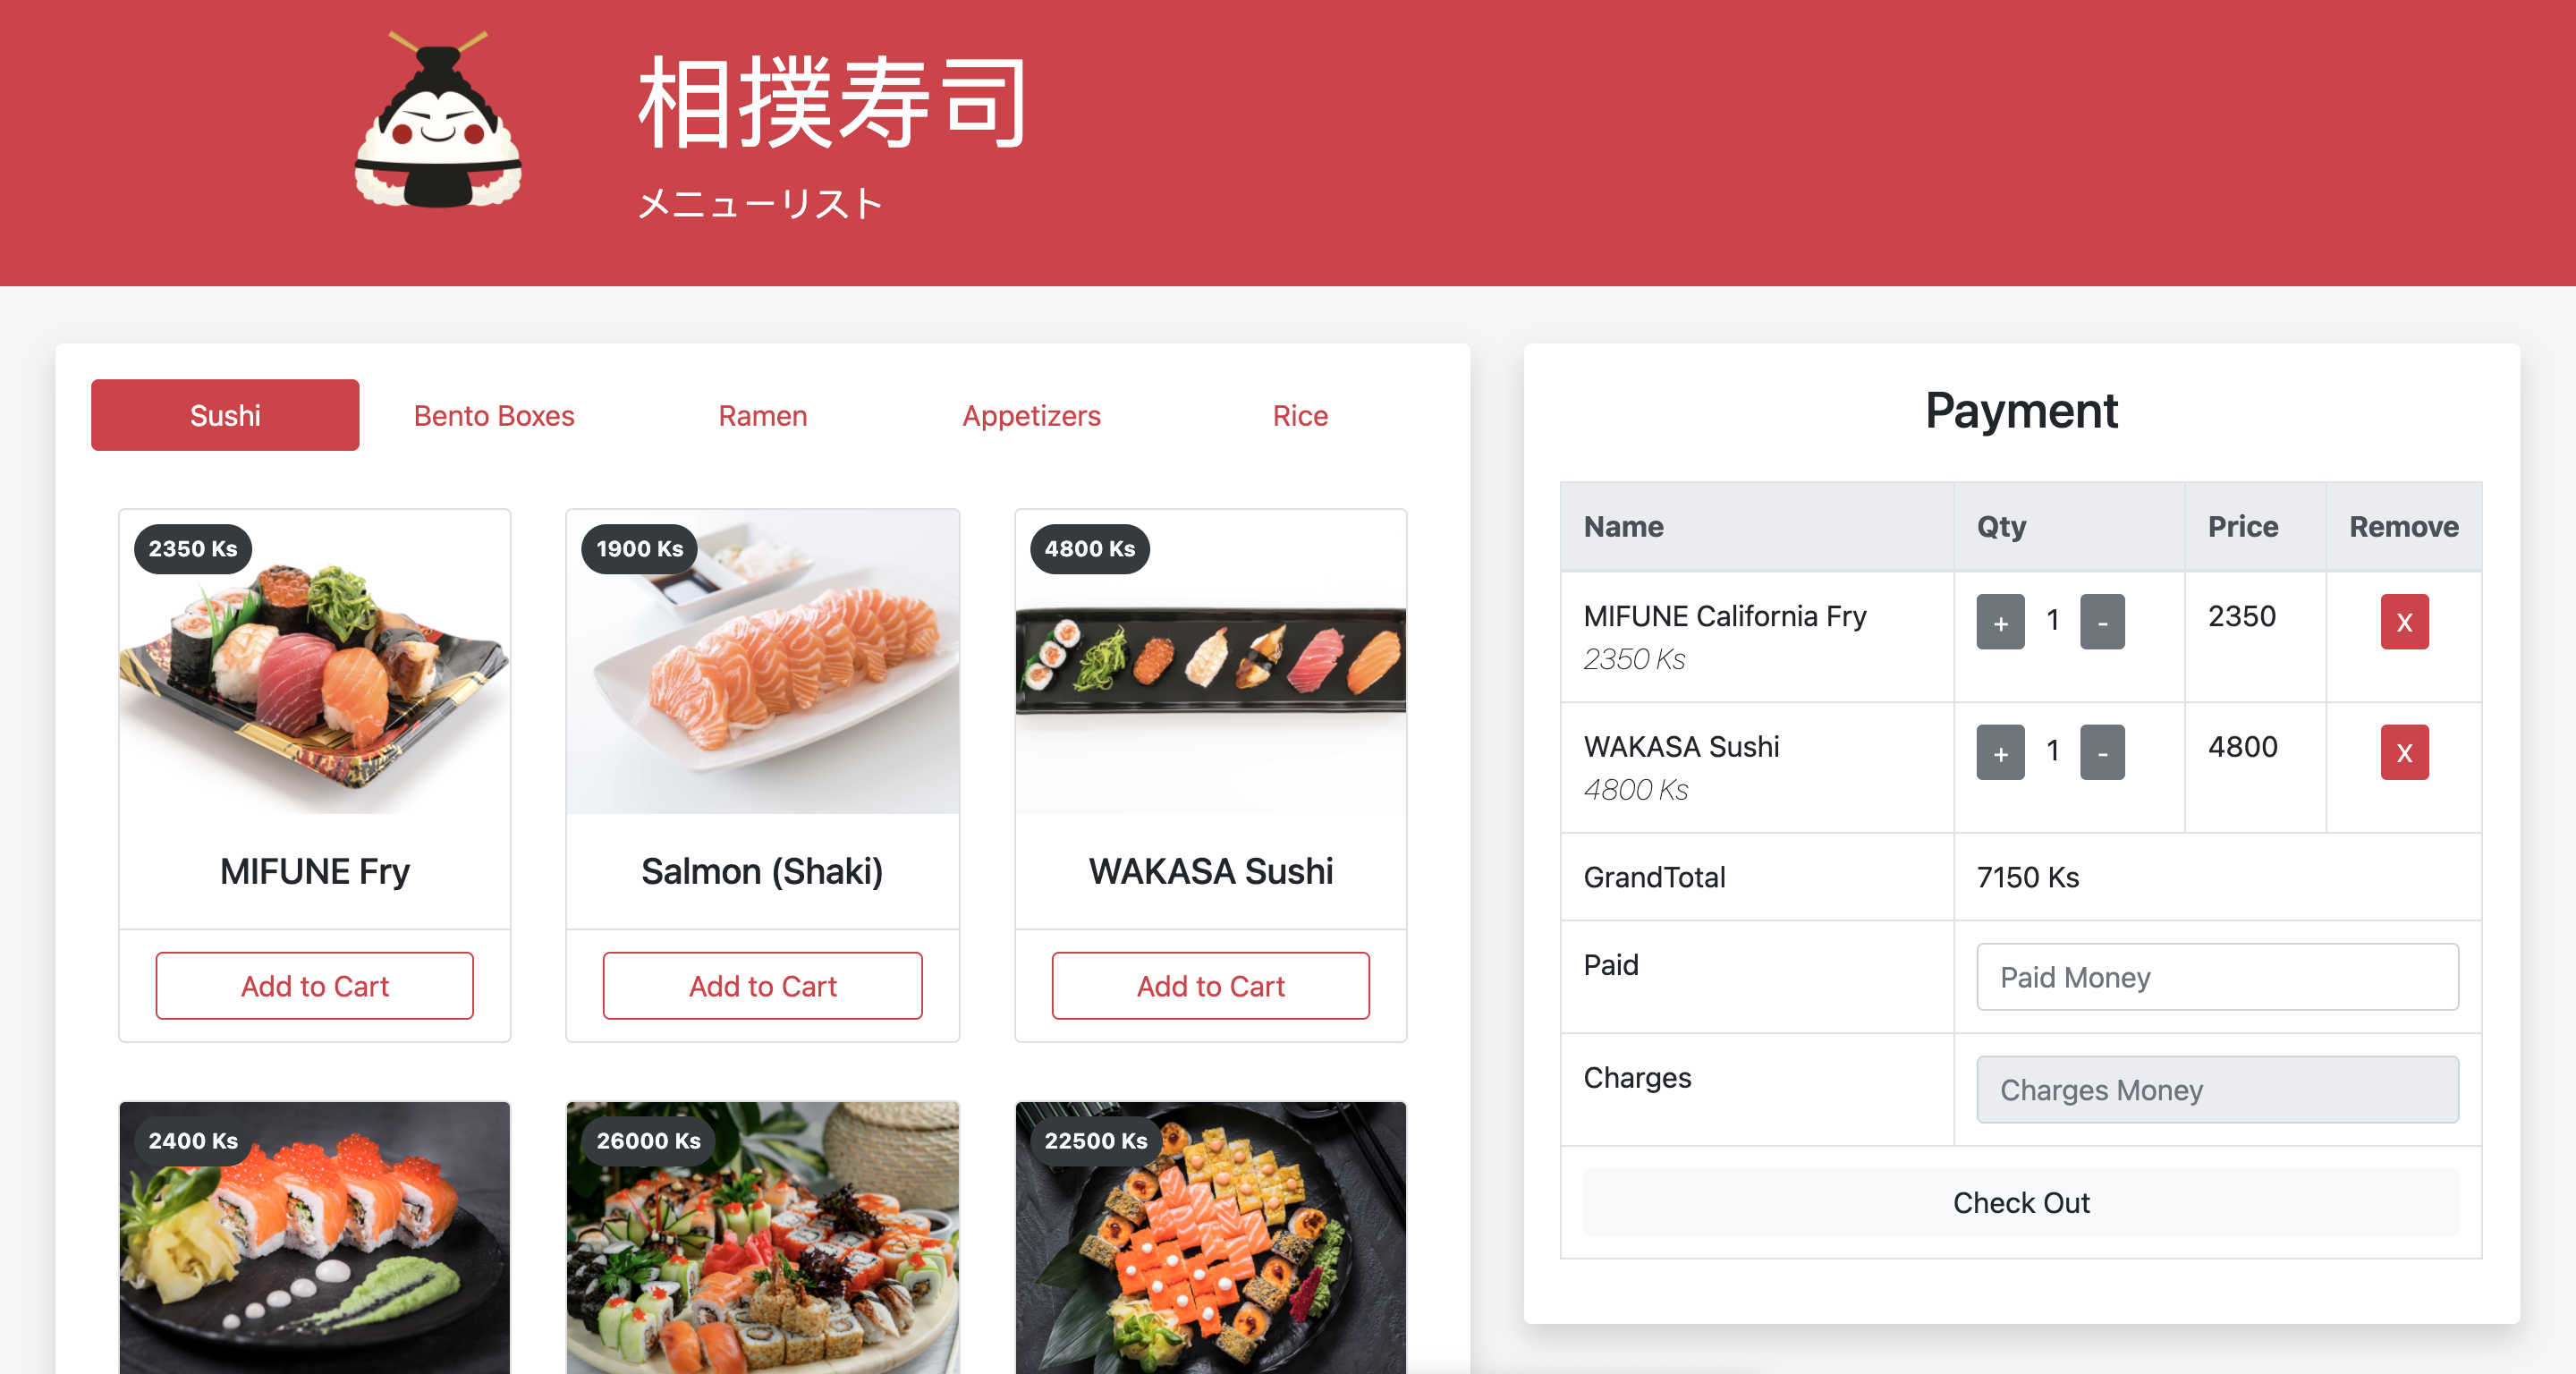 相撲寿司
メニューリスト
Sushi
Bento Boxes
Ramen
Appetizers
Rice
2350 Ks
1900 Ks
4800 Ks
MIFUNE Fry
Salmon (Shaki)
WAKASA Sushi
Add to Cart
Add to Cart
Add to Cart
2400 Ks
26000 Ks
22500 Ks
Payment
Name Qty Price Remove
MIFUNE California Fry + 1 - 2350 X
2350 Ks
WAKASA Sushi + 1 - 4800 X
4800 Ks
GrandTotal 7150 Ks
Paid Paid Money
Charges Charges Money
Check Out